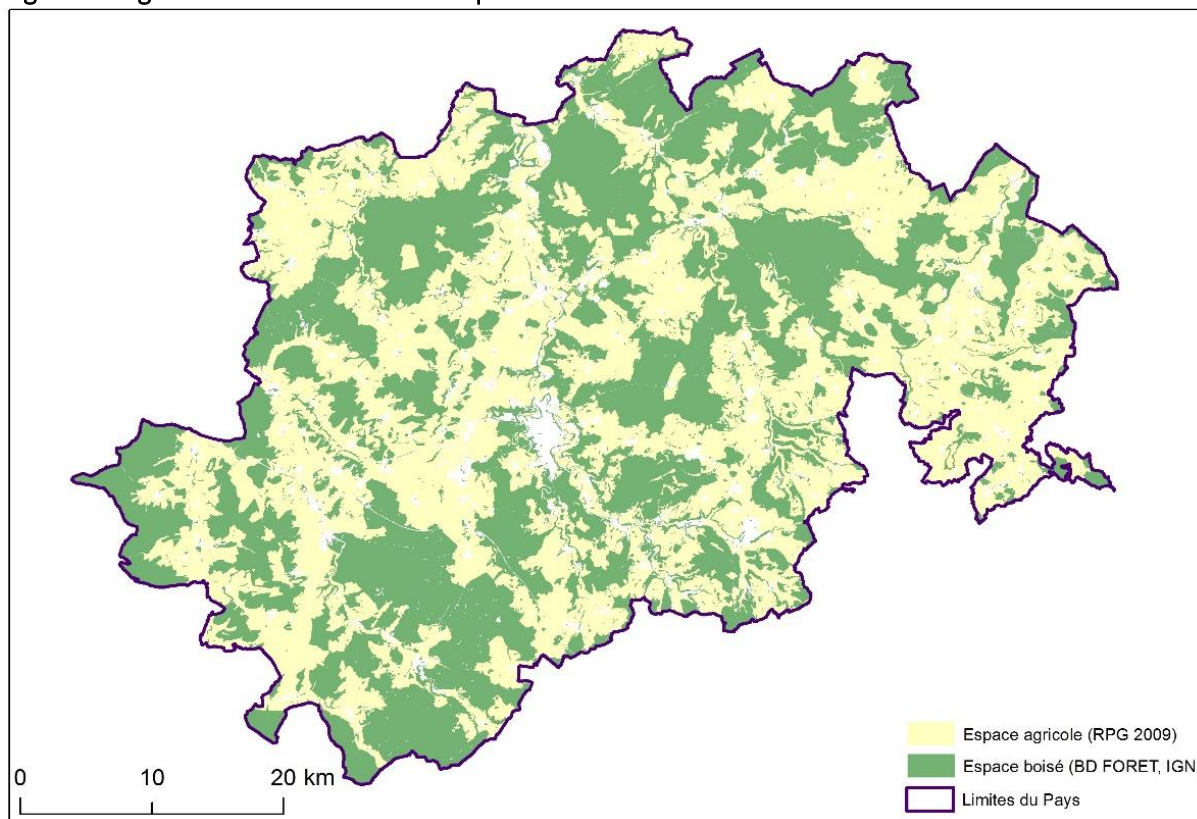 Espace agricole (RPG 2009)
Espace boisé (BD FORET, IGN
Limites du Pays
0 10 20 km